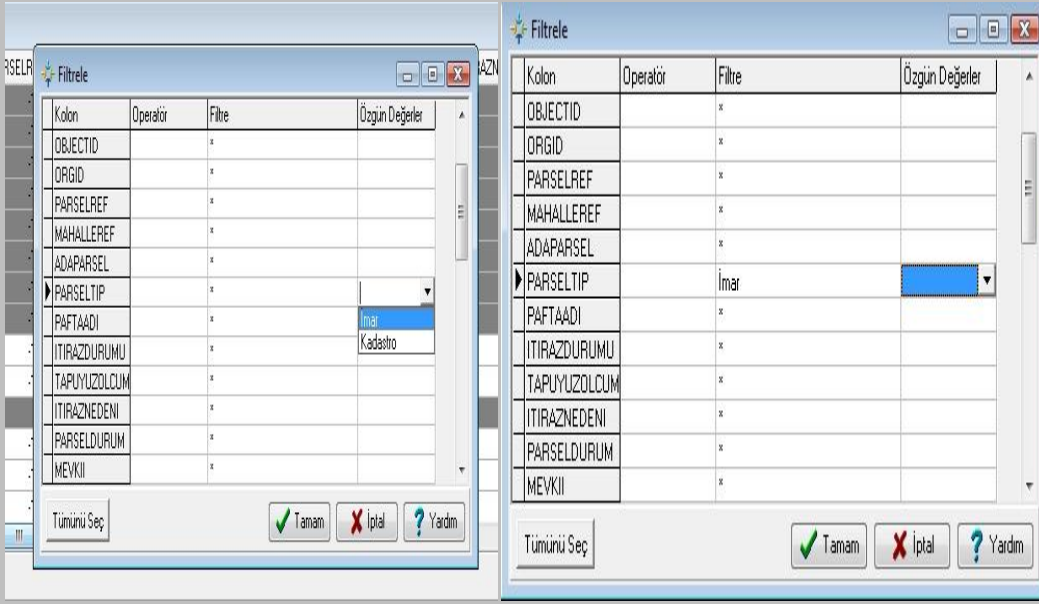 RSELR
RAZN
Filtrele
Kolon Operatör Filtre Özgün Değerler
OBJECTID *
ORGID *
PARSELREF *
MAHALLEREF *
ADAPARSEL *
PARSELTIP *
İmar
Kadastro
PAFTAADI *
ITIRAZDURUMU *
TAPUYUZOLCUM *
ITIRAZNEDENI *
PARSELDURUM *
MEVKII *
Tümünü Seç Tamam İptal ? Yardım
Filtrele
Kolon Operatör Filtre Özgün Değerler
OBJECTID *
ORGID *
PARSELREF *
MAHALLEREF *
ADAPARSEL *
PARSELTIP İmar
PAFTAADI *
ITIRAZDURUMU *
TAPUYUZOLCUM *
ITIRAZNEDENI *
PARSELDURUM *
MEVKII *
Tümünü Seç Tamam İptal ? Yardım